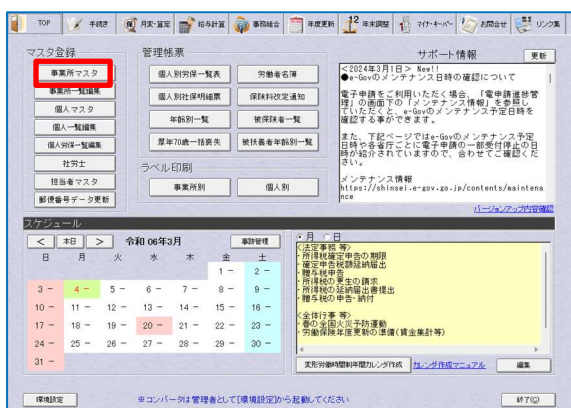 TOP 手続き 月変・算定 給与計算 事務組合 年度更新 12 年末調整 マイナンバー お問合せ リンク集
マスタ登録
事業所マスタ
事業所一覧編集
個人マスタ
個人一覧編集
個人労保一覧編集
社労士
担当者マスタ
郵便番号データ更新
管理帳票
個人別労保一覧表 労働者名簿
個人別社保明細票 保険料改定通知
年齢別一覧 被保険者一覧
厚年70歳一括喪失 被扶養者年齢別一覧
ラベル印刷
事業所別 個人別
サポート情報 更新
<2024年3月1日> New!!
●e-Govのメンテナンス日時の確認について
電子申請をご利用いただく場合、「電申請進捗管
理」の画面下の「メンテナンス情報」を参照し
ていただくと、e-Govのメンテナンス予定日時を
確認する事ができます。
また、下記ページではe-Govのメンテナンス予定
日時や各省庁ごとに電子申請の一部受付停止の日
時が紹介されていますので、合わせてご確認くだ
さい。
メンテナンス情報
https://shinsei.e-gov.go.jp/contents/maintena
nce
バージョンアップ内容確認
スケジュール
< 本日 > 令和 06年3月 事跡管理
日 月 火 水 木 金 土
1 − 2 −
3 − 4 − 5 − 6 − 7 − 8 − 9 −
10 − 11 − 12 − 13 − 14 − 15 − 16 −
17 − 18 − 19 − 20 − 21 − 22 − 23 −
24 − 25 − 26 − 27 − 28 − 29 − 30 −
31 −
月 日
<法定事務 等>
・所得税確定申告の期限
・確定申告税額延納届出
・贈与税申告
・所得税の更生の請求
・所得税の延納届出書提出
・贈与税の申告・納付
<全体行事 等>
・春の全国火災予防運動
・労働保険年度更新の準備(賃金集計等)
変形労働時間制年間カレンダ作成 カレンダ作成マニュアル 編集
環境設定 ※コンバータは管理者として[環境設定]から起動してください 終了(C)